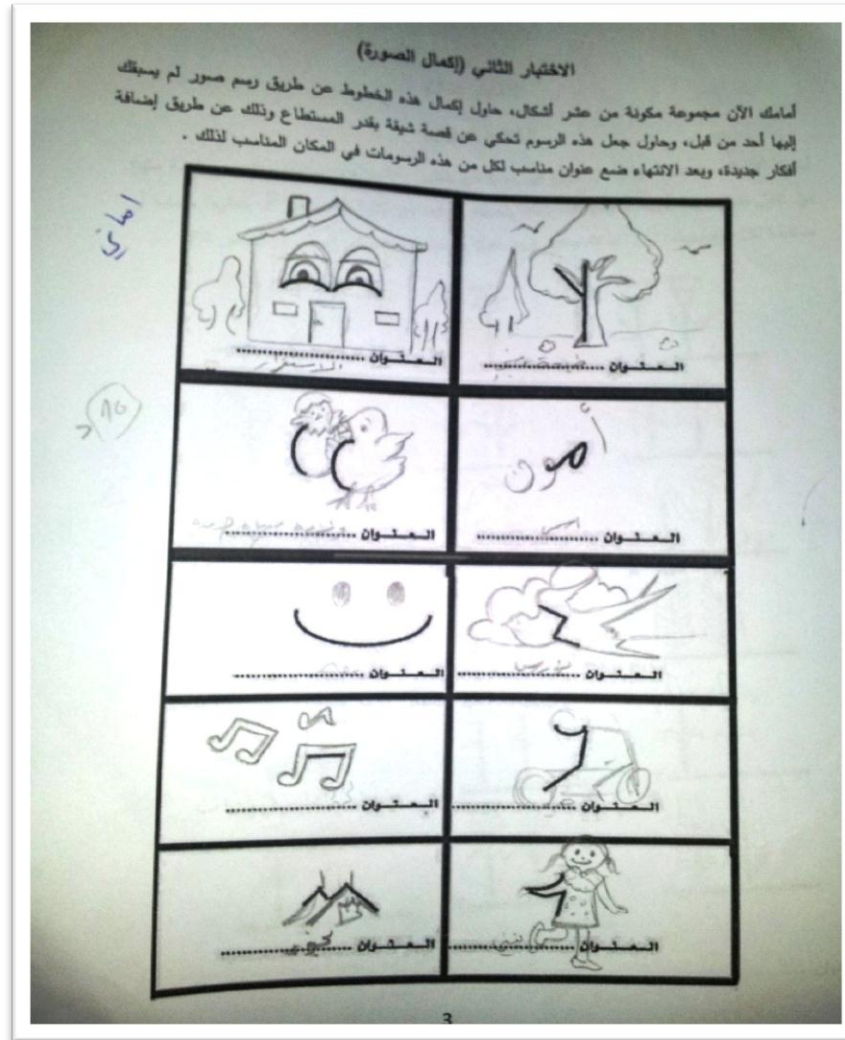 الاختبار الثاني (إكمال الصورة)
أمامك الآن مجموعة مكونة من عشر أشكال، حاول إكمال هذه الخطوط عن طريق رسم صور لم يسبقك
إليها أحد من قبل، وحاول جعل هذه الرسوم تحكي عن قصة شيقة بقدر المستطاع وذلك عن طريق إضافة
أفكار جديدة، وبعد الانتهاء ضع عنوان مناسب لكل من هذه الرسومات في المكان المناسب لذلك .
أماني
العنوان ........................ العنوان ........................
16
أمون
العنوان ........................ العنوان ........................
العنوان ........................ نورس العنوان ........................
العنوان ........................ العنوان ........................
العنوان ........................ العنوان ........................
3